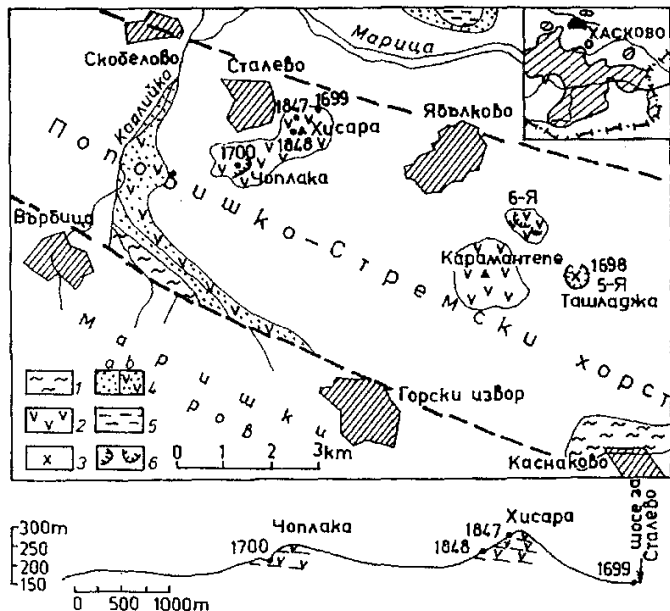 Скобелово
Марица
ХАСКОВО
Сталево
1847 1699
Каялийка
Хисара
Явълково
1700
1848
Чоплака
Поповишко-Стремски хорст
Върбица
6-Я
Карамантепе
1698
5-Я
Ташладжа
Маришки
ров
a b
1
4
Горски извор
2
5
3
6
0 1 2 3km
Каснаково
шосе за
Сталево
300m
250
200
150
1700
Чоплака
1848
1847
Хисара
1699
0 500 1000m